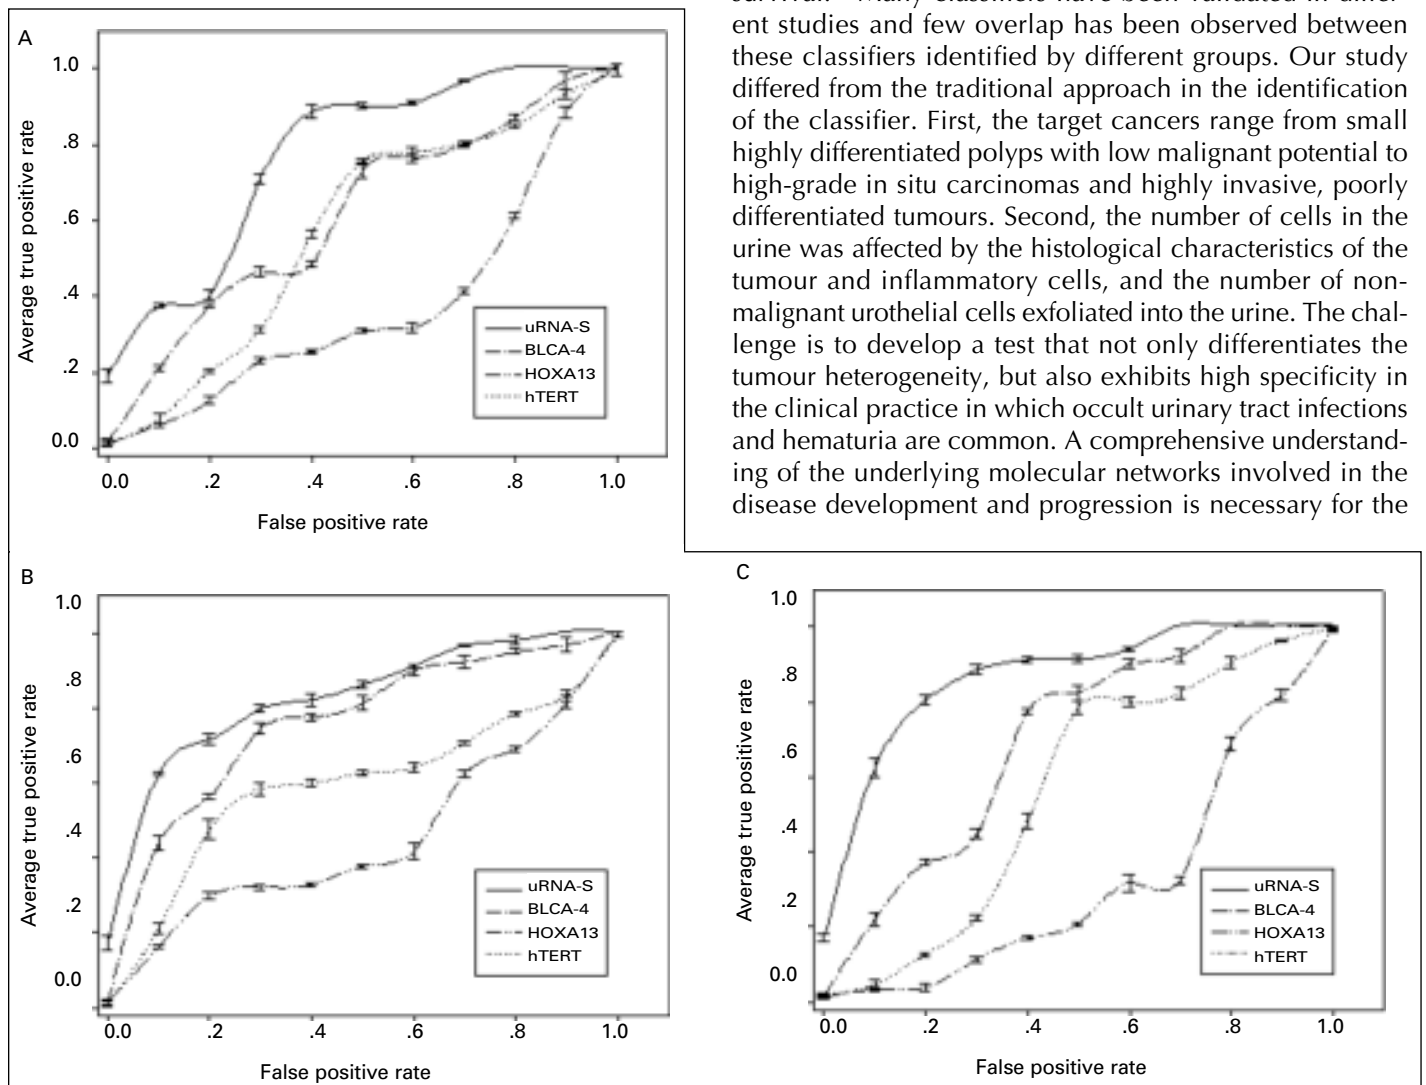 A
1.0
.8
.6
.4
.2
0.0
Average true positive rate
uRNA-S
BLCA-4
HOXA13
hTERT
0.0 .2 .4 .6 .8 1.0
False positive rate
ent studies and few overlap has been observed between
these classifiers identified by different groups. Our study
differed from the traditional approach in the identification
of the classifier. First, the target cancers range from small
highly differentiated polyps with low malignant potential to
high-grade in situ carcinomas and highly invasive, poorly
differentiated tumours. Second, the number of cells in the
urine was affected by the histological characteristics of the
tumour and inflammatory cells, and the number of non-
malignant urothelial cells exfoliated into the urine. The chal-
lenge is to develop a test that not only differentiates the
tumour heterogeneity, but also exhibits high specificity in
the clinical practice in which occult urinary tract infections
and hematuria are common. A comprehensive understand-
ing of the underlying molecular networks involved in the
disease development and progression is necessary for the
B
1.0
.8
.6
.4
.2
0.0
Average true positive rate
uRNA-S
BLCA-4
HOXA13
hTERT
0.0 .2 .4 .6 .8 1.0
False positive rate
C
1.0
.8
.6
.4
.2
0.0
Average true positive rate
uRNA-S
BLCA-4
HOXA13
hTERT
0.0 .2 .4 .6 .8 1.0
False positive rate